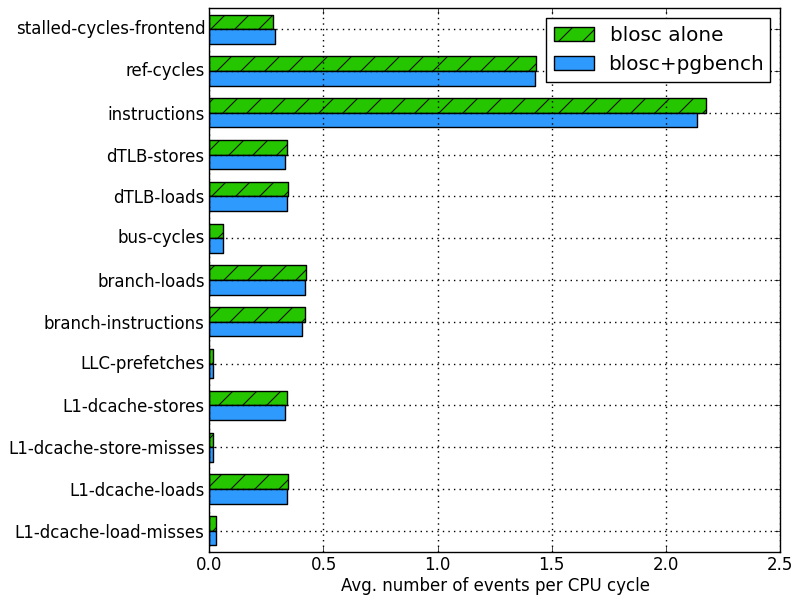 stalled-cycles-frontend
ref-cycles
instructions
dTLB-stores
dTLB-loads
bus-cycles
branch-loads
branch-instructions
LLC-prefetches
L1-dcache-stores
L1-dcache-store-misses
L1-dcache-loads
L1-dcache-load-misses
blosc alone
blosc+pgbench
0.0 0.5 1.0 1.5 2.0 2.5
Avg. number of events per CPU cycle